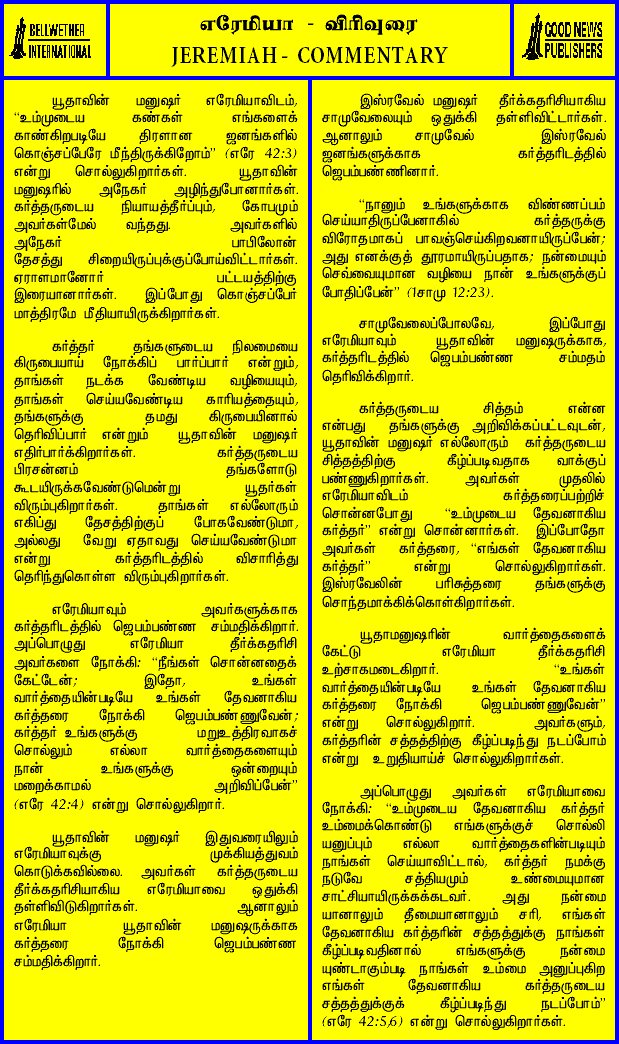 BELLWETHER
INTERNATIONAL
எரேமியா - விரிவுரை
JEREMIAH - COMMENTARY
GOOD NEWS
PUBLISHERS
யூதாவின் மனுஷர் எரேமியாவிடம்,
“உம்முடைய கண்கள் எங்களைக்
காண்கிறபடியே திரளான ஜனங்களில்
கொஞ்சப்பேரே மீந்திருக்கிறோம்” (எரே 42:3)
என்று சொல்லுகிறார்கள். யூதாவின்
மனுஷரில் அநேகர் அழிந்துபோனார்கள்.
கர்த்தருடைய நியாயத்தீர்ப்பும், கோபமும்
அவர்கள்மேல் வந்தது. அவர்களில்
அநேகர் பாபிலோன்
தேசத்து சிறையிருப்புக்குப்போய்விட்டார்கள்.
ஏராளமானோர் பட்டயத்திற்கு
இரையானார்கள். இப்போது கொஞ்சப்பேர்
மாத்திரமே மீதியாயிருக்கிறார்கள்.
கர்த்தர் தங்களுடைய நிலமையை
கிருபையாய் நோக்கிப் பார்ப்பார் என்றும்,
தாங்கள் நடக்க வேண்டிய வழியையும்,
தாங்கள் செய்யவேண்டிய காரியத்தையும்,
தங்களுக்கு தமது கிருபையினால்
தெரிவிப்பார் என்றும் யூதாவின் மனுஷர்
எதிர்பார்க்கிறார்கள். கர்த்தருடைய
பிரசன்னம் தங்களோடு
கூடயிருக்கவேண்டுமென்று யூதர்கள்
விரும்புகிறார்கள். தாங்கள் எல்லோரும்
எகிப்து தேசத்திற்குப் போகவேண்டுமா,
அல்லது வேறு ஏதாவது செய்யவேண்டுமா
என்று கர்த்தரிடத்தில் விசாரித்து
தெரிந்துகொள்ள விரும்புகிறார்கள்.
எரேமியாவும் அவர்களுக்காக
கர்த்தரிடத்தில் ஜெபம்பண்ண சம்மதிக்கிறார்.
அப்பொழுது எரேமியா தீர்க்கதரிசி
அவர்களை நோக்கி: “நீங்கள் சொன்னதைக்
கேட்டேன்; இதோ, உங்கள்
வார்த்தையின்படியே உங்கள் தேவனாகிய
கர்த்தரை நோக்கி ஜெபம்பண்ணுவேன்;
கர்த்தர் உங்களுக்கு மறுஉத்திரவாகச்
சொல்லும் எல்லா வார்த்தைகளையும்
நான் உங்களுக்கு ஒன்றையும்
மறைக்காமல் அறிவிப்பேன்”
(எரே 42:4) என்று சொல்லுகிறார்.
யூதாவின் மனுஷர் இதுவரையிலும்
எரேமியாவுக்கு முக்கியத்துவம்
கொடுக்கவில்லை. அவர்கள் கர்த்தருடைய
தீர்க்கதரிசியாகிய எரேமியாவை ஒதுக்கி
தள்ளிவிடுகிறார்கள். ஆனாலும்
எரேமியா யூதாவின் மனுஷருக்காக
கர்த்தரை நோக்கி ஜெபம்பண்ண
சம்மதிக்கிறார்.
இஸ்ரவேல் மனுஷர் தீர்க்கதரிசியாகிய
சாமுவேலையும் ஒதுக்கி தள்ளிவிட்டார்கள்.
ஆனாலும் சாமுவேல் இஸ்ரவேல்
ஜனங்களுக்காக கர்த்தரிடத்தில்
ஜெபம்பண்ணினார்.
“நானும் உங்களுக்காக விண்ணப்பம்
செய்யாதிருப்பேனாகில் கர்த்தருக்கு
விரோதமாகப் பாவஞ்செய்கிறவனாயிருப்பேன்;
அது எனக்குத் தூரமாயிருப்பதாக; நன்மையும்
செவ்வையுமான வழியை நான் உங்களுக்குப்
போதிப்பேன்” (1சாமு 12:23).
சாமுவேலைப்போலவே, இப்போது
எரேமியாவும் யூதாவின் மனுஷருக்காக,
கர்த்தரிடத்தில் ஜெபம்பண்ண சம்மதம்
தெரிவிக்கிறார்.
கர்த்தருடைய சித்தம் என்ன
என்பது தங்களுக்கு அறிவிக்கப்பட்டவுடன்,
யூதாவின் மனுஷர் எல்லோரும் கர்த்தருடைய
சித்தத்திற்கு கீழ்ப்படிவதாக வாக்குப்
பண்ணுகிறார்கள். அவர்கள் முதலில்
எரேமியாவிடம் கர்த்தரைப்பற்றிச்
சொன்னபோது “உம்முடைய தேவனாகிய
கர்த்தர்” என்று சொன்னார்கள். இப்போதோ
அவர்கள் கர்த்தரை, “எங்கள் தேவனாகிய
கர்த்தர்” என்று சொல்லுகிறார்கள்.
இஸ்ரவேலின் பரிசுத்தரை தங்களுக்கு
சொந்தமாக்கிக்கொள்கிறார்கள்.
யூதாமனுஷரின் வார்த்தைகளைக்
கேட்டு எரேமியா தீர்க்கதரிசி
உற்சாகமடைகிறார். “உங்கள்
வார்த்தையின்படியே உங்கள் தேவனாகிய
கர்த்தரை நோக்கி ஜெபம்பண்ணுவேன்”
என்று சொல்லுகிறார். அவர்களும்,
கர்த்தரின் சத்தத்திற்கு கீழ்ப்படிந்து நடப்போம்
என்று உறுதியாய்ச் சொல்லுகிறார்கள்.
அப்பொழுது அவர்கள் எரேமியாவை
நோக்கி: “உம்முடைய தேவனாகிய கர்த்தர்
உம்மைக்கொண்டு எங்களுக்குச் சொல்லி
யனுப்பும் எல்லா வார்த்தைகளின்படியும்
நாங்கள் செய்யாவிட்டால், கர்த்தர் நமக்கு
நடுவே சத்தியமும் உண்மையுமான
சாட்சியாயிருக்கக்கடவர். அது நன்மை
யானாலும் தீமையானாலும் சரி, எங்கள்
தேவனாகிய கர்த்தரின் சத்தத்துக்கு நாங்கள்
கீழ்ப்படிவதினால் எங்களுக்கு நன்மை
யுண்டாகும்படி நாங்கள் உம்மை அனுப்புகிற
எங்கள் தேவனாகிய கர்த்தருடைய
சத்தத்துக்குக் கீழ்ப்படிந்து நடப்போம்”
(எரே 42:5,6) என்று சொல்லுகிறார்கள்.